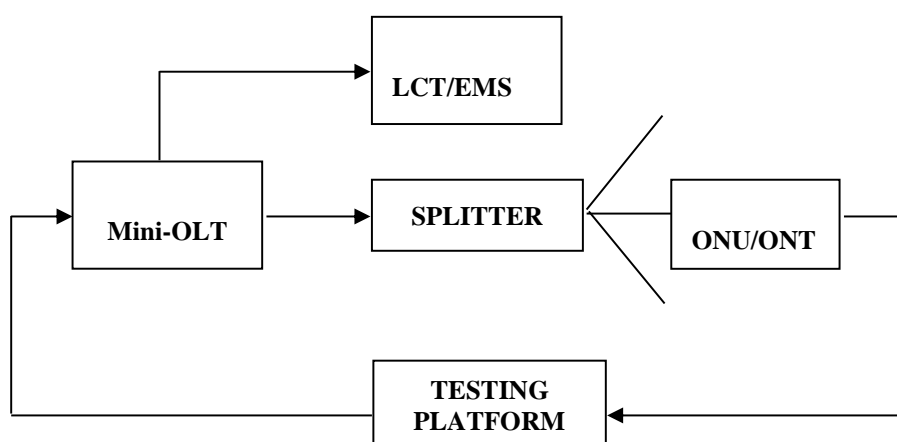 LCT/EMS
Mini-OLT
SPLITTER
ONU/ONT
TESTING
PLATFORM